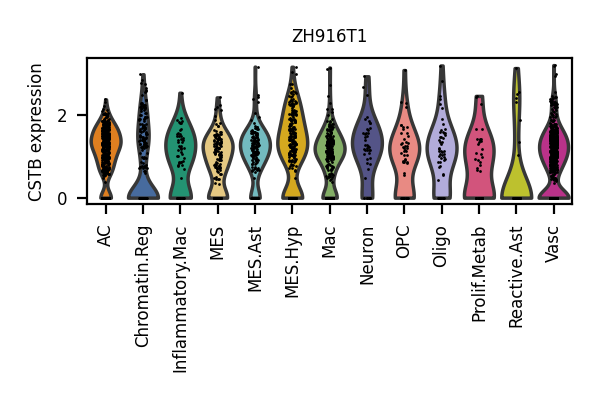 ZH916T1
CSTB expression
2
0
AC
Chromatin.Reg
Inflammatory.Mac
MES
MES.Ast
MES.Hyp
Mac
Neuron
OPC
Oligo
Prolif.Metab
Reactive.Ast
Vasc